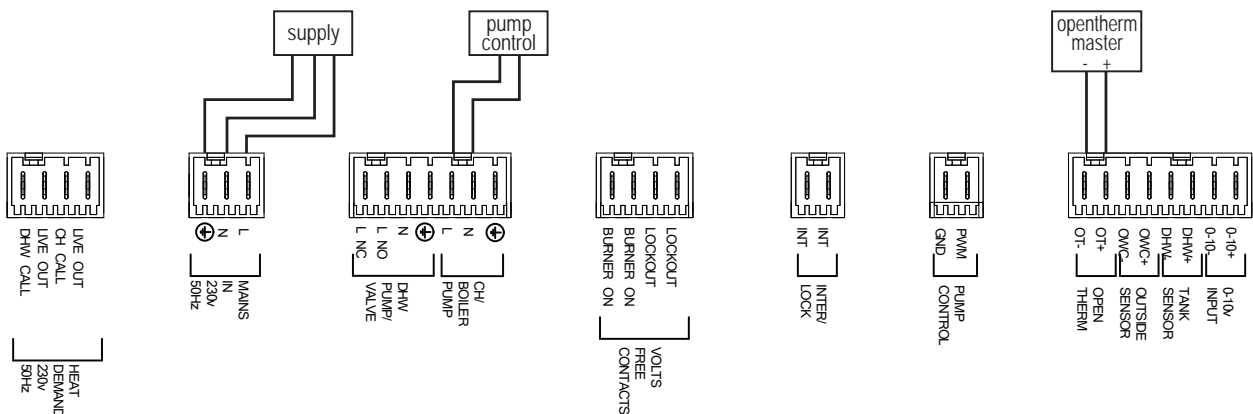 supply
pump
control
opentherm
master
- +
DHW CALL
LIVE OUT
CH CALL
LIVE OUT
HEAT
DEMAND
230v
50Hz
N
L
MAINS
IN
230v
50Hz
L NC
L NO
N
L
N
DHW
PUMP/
VALVE
CH/
BOILER
PUMP
BURNER ON
BURNER ON
LOCKOUT
LOCKOUT
VOLTS
FREE
CONTACTS
INT
INT
INTER/
LOCK
GND
PWM
PUMP
CONTROL
OT-
OT+
OWC-
OWC+
DHW-
DHW+
0-10-
0-10+
OPEN
THERM
OUTSIDE
SENSOR
TANK
SENSOR
0-10v
INPUT